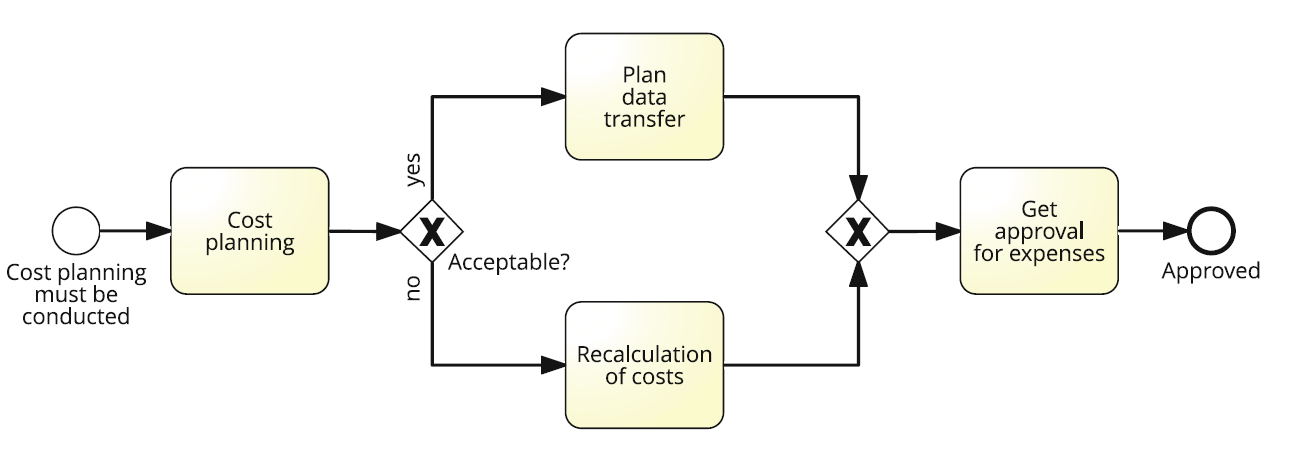 Cost planning
must be
conducted
Cost
planning
yes
no
Acceptable?
Plan
data
transfer
Recalculation
of costs
X
X
Get
approval
for expenses
Approved